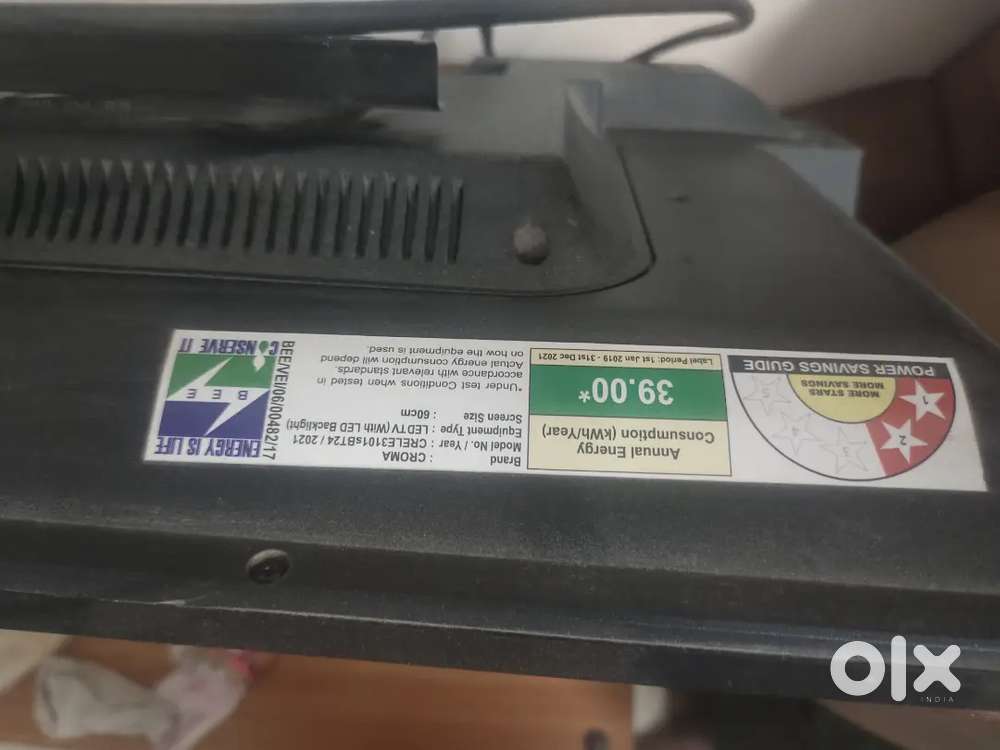 POWER SAVINGS GUIDE
MORE STARS
MORE SAVINGS
1
2
3
4
5
Annual Energy
Consumption (kWh/Year)
39.00*
Label Period: 1st Jan 2019 - 31st Dec 2021
Brand : CROMA
Model No. / Year : CRELE3101sBT24 / 2021
Equipment Type : LED TV (With LED Backlight)
Screen Size : 60cm
*Under test Conditions when tested in
accordance with relevant standards.
Actual energy consumption will depend
on how the equipment is used.
ENERGY IS LIFE
BEE
CONSERVE IT
BEE/VEI/06/00482/17
olx
INDIA